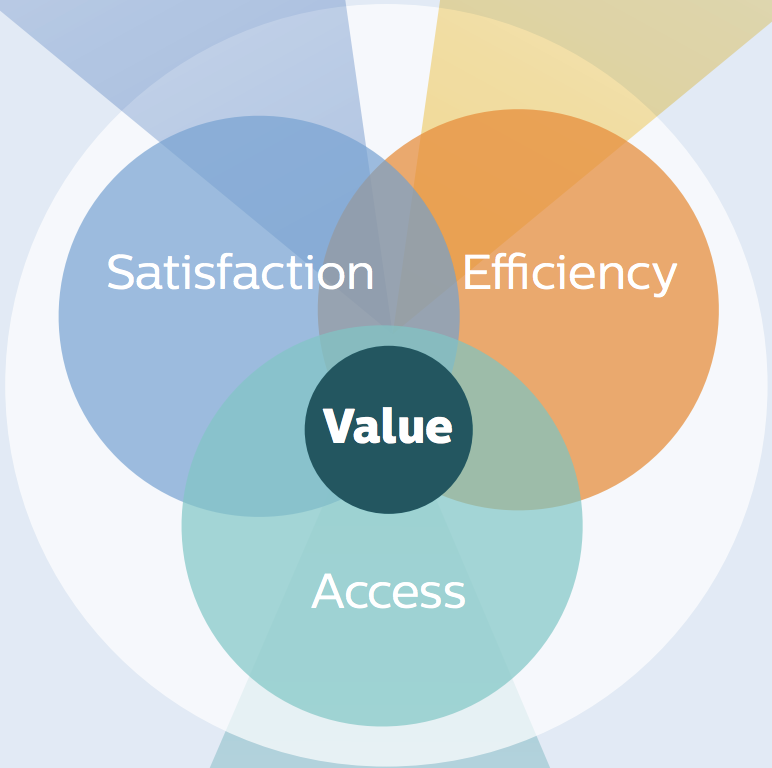 Satisfaction
Efficiency
Value
Access